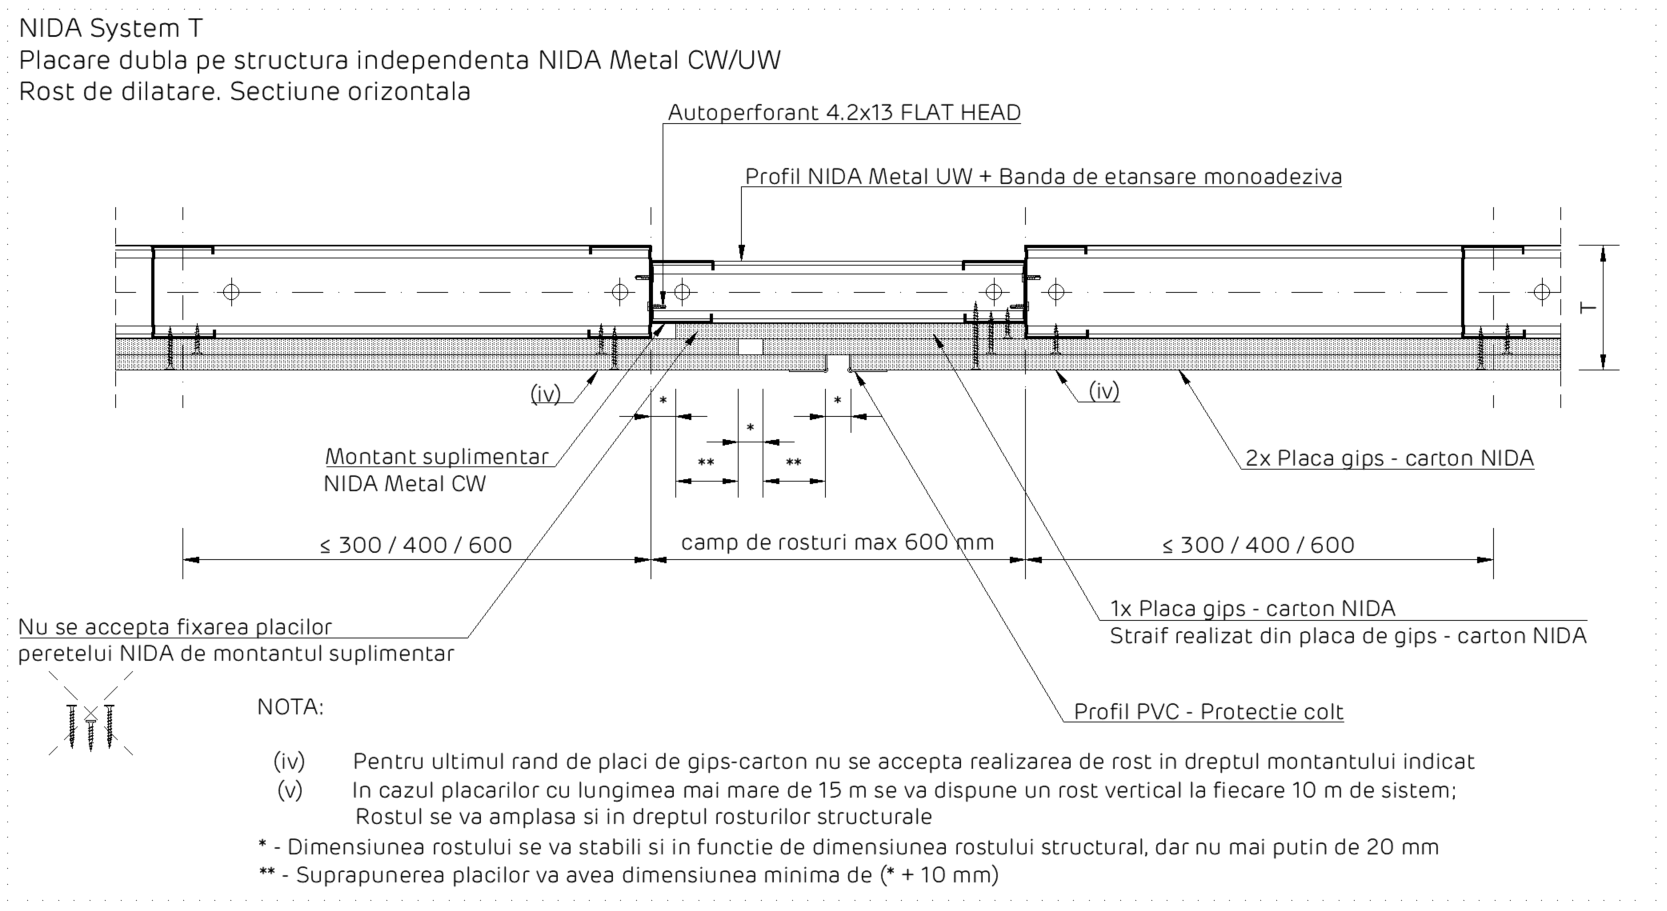 NIDA System T
Placare dubla pe structura independenta NIDA Metal CW/UW
Rost de dilatare. Sectiune orizontala
Autoperforant 4.2x13 FLAT HEAD
Profil NIDA Metal UW + Banda de etansare monoadeziva
T
(iv)
(iv)
*
*
*
**
**
Montant suplimentar
NIDA Metal CW
2x Placa gips - carton NIDA
≤ 300 / 400 / 600
camp de rosturi max 600 mm
≤ 300 / 400 / 600
Nu se accepta fixarea placilor
peretelui NIDA de montantul suplimentar
1x Placa gips - carton NIDA
Straif realizat din placa de gips - carton NIDA
Profil PVC - Protectie colt
NOTA:
(iv) Pentru ultimul rand de placi de gips-carton nu se accepta realizarea de rost in dreptul montantului indicat
(v) In cazul placarilor cu lungimea mai mare de 15 m se va dispune un rost vertical la fiecare 10 m de sistem;
Rostul se va amplasa si in dreptul rosturilor structurale
* - Dimensiunea rostului se va stabili si in functie de dimensiunea rostului structural, dar nu mai putin de 20 mm
** - Suprapunerea placilor va avea dimensiunea minima de (* + 10 mm)